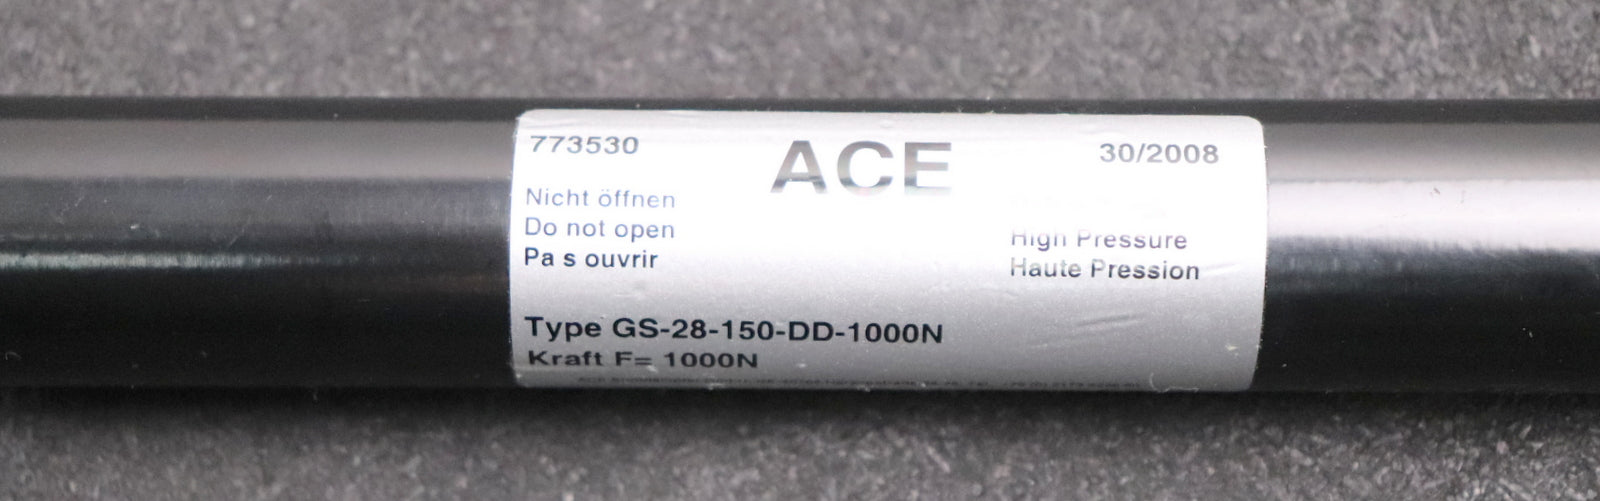 773530
ACE
30/2008
Nicht öffnen
Do not open
Pa s ouvrir
High Pressure
Haute Pression
Type GS-28-150-DD-1000N
Kraft F= 1000N